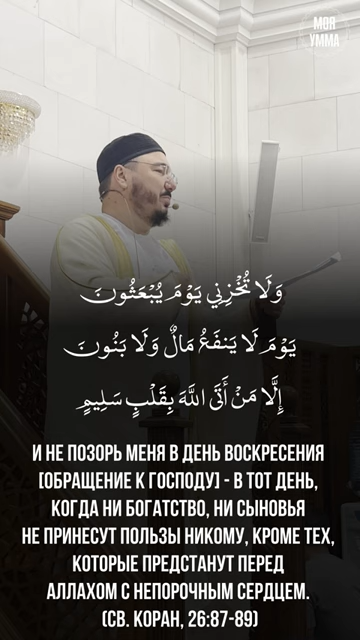 МОЯ
УММА
وَلَا تُخْزِنِي يَوْمَ يُبْعَثُونَ
يَوْمَ لَا يَنفَعُ مَالٌ وَلَا بَنُونَ
إِلَّا مَنْ أَتَى اللَّهَ بِقَلْبٍ سَلِيمٍ
И НЕ ПОЗОРЬ МЕНЯ В ДЕНЬ ВОСКРЕСЕНИЯ
[ОБРАЩЕНИЕ К ГОСПОДУ] - В ТОТ ДЕНЬ,
КОГДА НИ БОГАТСТВО, НИ СЫНОВЬЯ
НЕ ПРИНЕСУТ ПОЛЬЗЫ НИКОМУ, КРОМЕ ТЕХ,
КОТОРЫЕ ПРЕДСТАНУТ ПЕРЕД
АЛЛАХОМ С НЕПОРОЧНЫМ СЕРДЦЕМ.
(СВ. КОРАН, 26:87-89)